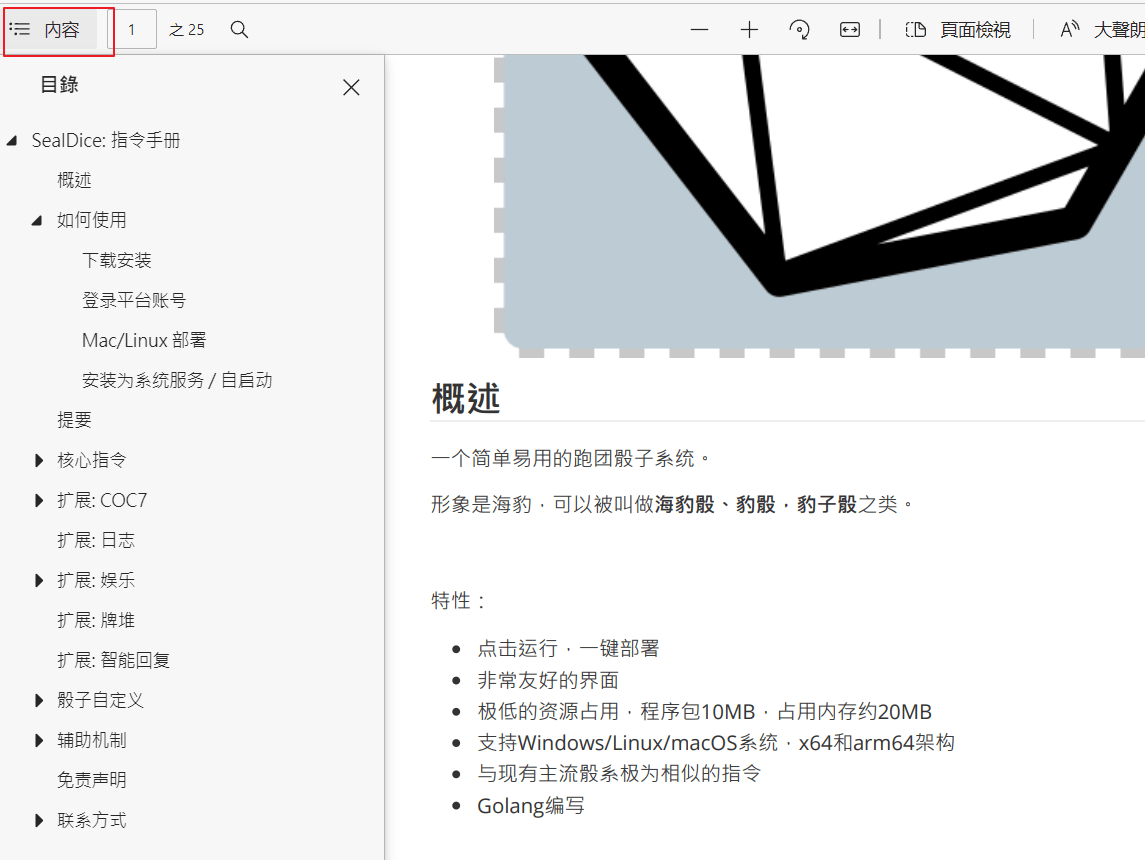 内容
1
之 25
頁面檢視
大聲朗
目錄
SealDice: 指令手册
概述
如何使用
下载安装
登录平台账号
Mac/Linux 部署
安装为系统服务 / 自启动
提要
核心指令
扩展: COC7
扩展: 日志
扩展: 娱乐
扩展: 牌堆
扩展: 智能回复
骰子自定义
辅助机制
免责声明
联系方式
概述
一个简单易用的跑团骰子系统。
形象是海豹，可以被叫做海豹骰、豹骰，豹子骰之类。
特性：
点击运行，一键部署
非常友好的界面
极低的资源占用，程序包10MB，占用内存约20MB
支持Windows/Linux/macOS系统，x64和arm64架构
与现有主流骰系极为相似的指令
Golang编写